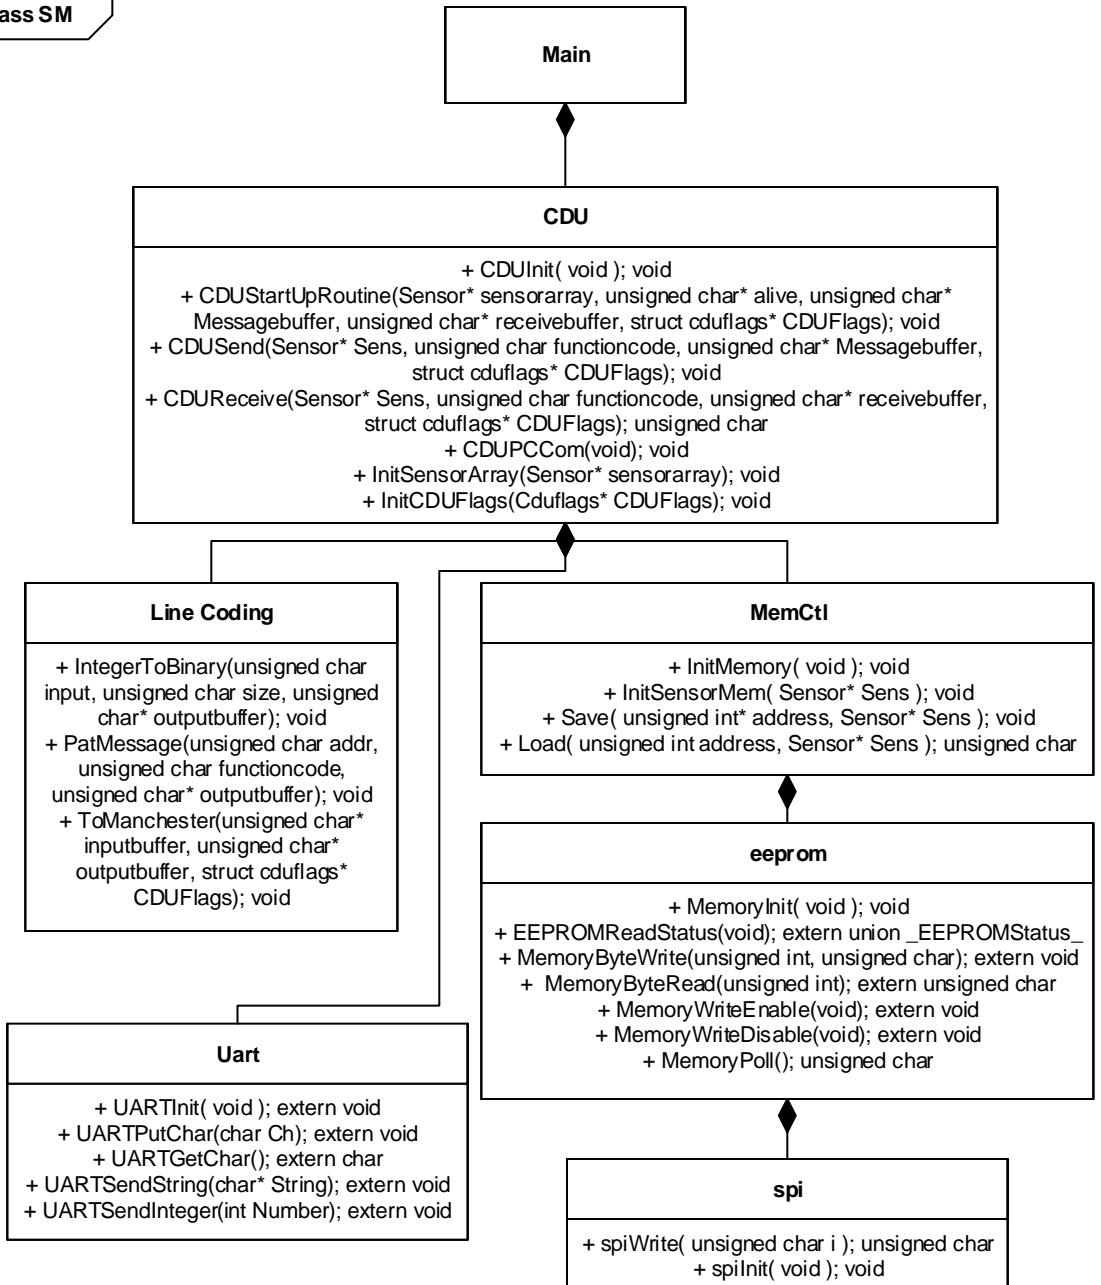 ass SM
Main
CDU
+ CDUInit( void ); void
+ CDUStartUpRoutine(Sensor* sensorarray, unsigned char* alive, unsigned char*
Messagebuffer, unsigned char* receivebuffer, struct cduflags* CDUFlags); void
+ CDUSend(Sensor* Sens, unsigned char functioncode, unsigned char* Messagebuffer,
struct cduflags* CDUFlags); void
+ CDUReceive(Sensor* Sens, unsigned char functioncode, unsigned char* receivebuffer,
struct cduflags* CDUFlags); unsigned char
+ CDUPCCom(void); void
+ InitSensorArray(Sensor* sensorarray); void
+ InitCDUFlags(Cduflags* CDUFlags); void
Line Coding
+ IntegerToBinary(unsigned char
input, unsigned char size, unsigned
char* outputbuffer); void
+ PatMessage(unsigned char addr,
unsigned char functioncode,
unsigned char* outputbuffer); void
+ ToManchester(unsigned char*
inputbuffer, unsigned char*
outputbuffer, struct cduflags*
CDUFlags); void
MemCtl
+ InitMemory( void ); void
+ InitSensorMem( Sensor* Sens ); void
+ Save( unsigned int* address, Sensor* Sens ); void
+ Load( unsigned int address, Sensor* Sens ); unsigned char
eeprom
+ MemoryInit( void ); void
+ EEPROMReadStatus(void); extern union _EEPROMStatus_
+ MemoryByteWrite(unsigned int, unsigned char); extern void
+ MemoryByteRead(unsigned int); extern unsigned char
+ MemoryWriteEnable(void); extern void
+ MemoryWriteDisable(void); extern void
+ MemoryPoll(); unsigned char
Uart
+ UARTInit( void ); extern void
+ UARTPutChar(char Ch); extern void
+ UARTGetChar(); extern char
+ UARTSendString(char* String); extern void
+ UARTSendInteger(int Number); extern void
spi
+ spiWrite( unsigned char i ); unsigned char
+ spiInit( void ); void